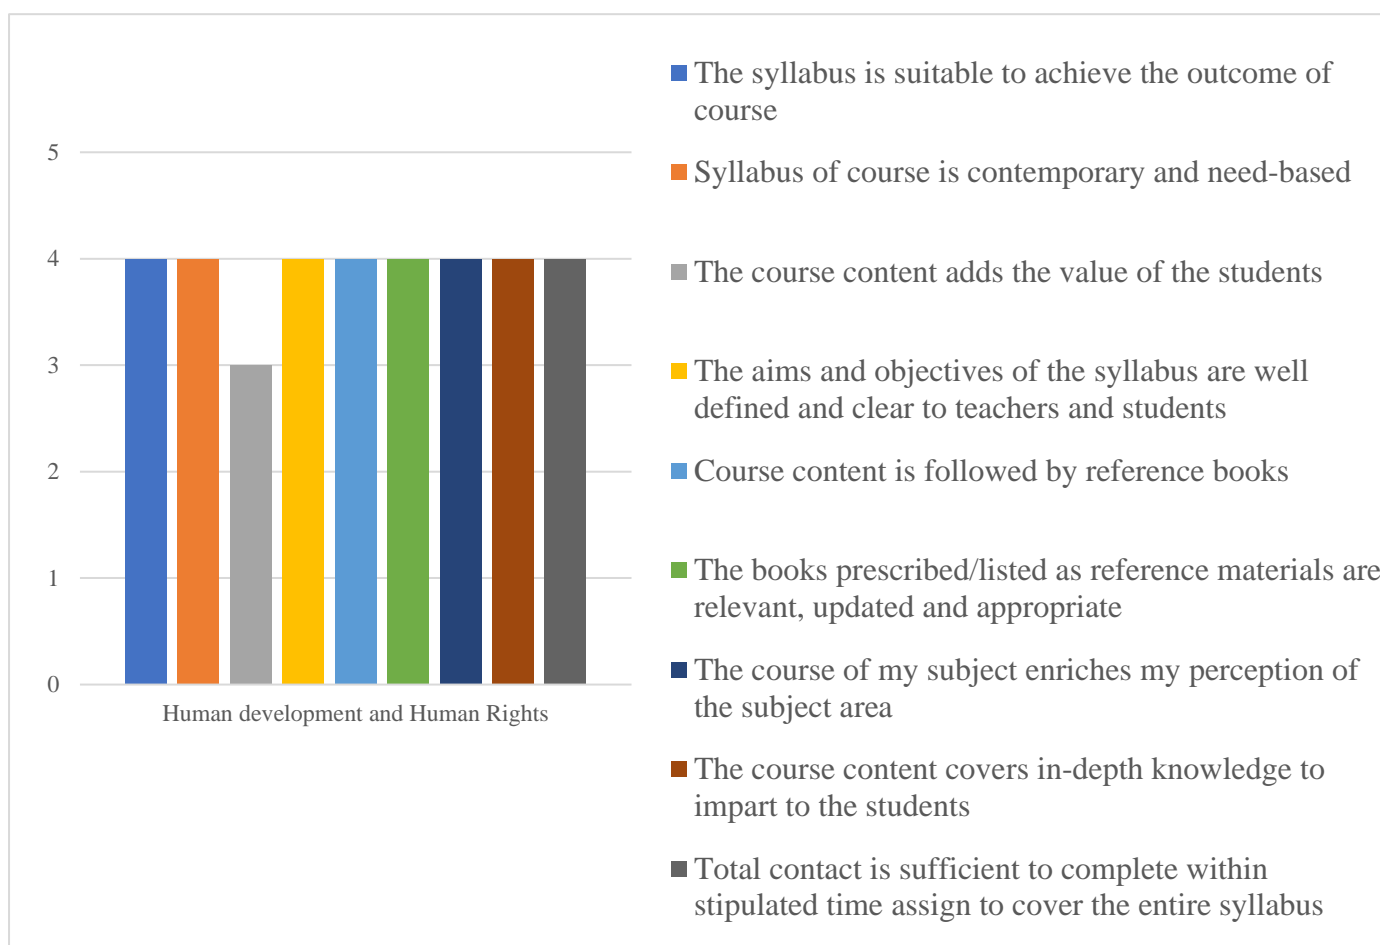 The syllabus is suitable to achieve the outcome of
course
5
Syllabus of course is contemporary and need-based
4
The course content adds the value of the students
3
The aims and objectives of the syllabus are well
defined and clear to teachers and students
2
Course content is followed by reference books
1
The books prescribed/listed as reference materials are
relevant, updated and appropriate
0
The course of my subject enriches my perception of
the subject area
Human development and Human Rights
The course content covers in-depth knowledge to
impart to the students
Total contact is sufficient to complete within
stipulated time assign to cover the entire syllabus